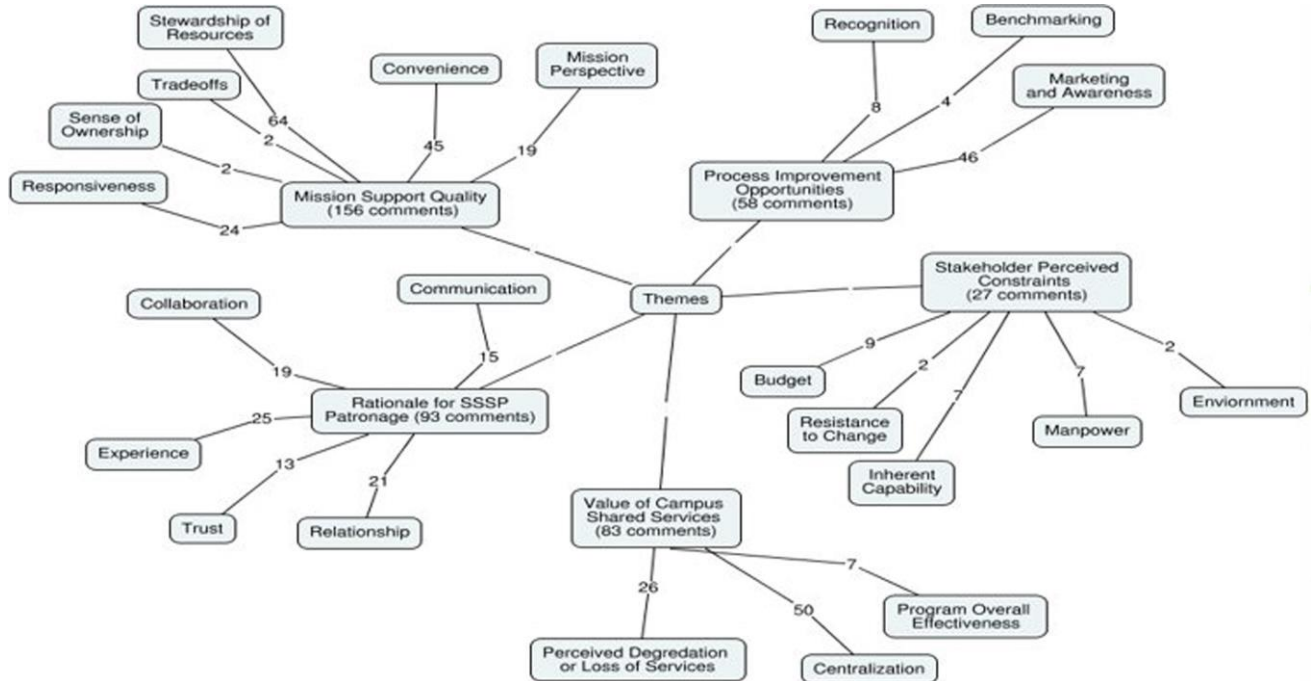 Stewardship of
Resources
Tradeoffs
Sense of
Ownership
Responsiveness
Convenience
Mission
Perspective
64
2
2
24
45
19
Mission Support Quality
(156 comments)
Recognition
Benchmarking
Marketing
and Awareness
8
4
46
Process Improvement
Opportunities
(58 comments)
Themes
Stakeholder Perceived
Constraints
(27 comments)
9
2
7
7
2
Budget
Resistance
to Change
Inherent
Capability
Manpower
Enviornment
Collaboration
Communication
19
15
25
13
21
Rationale for SSSP
Patronage (93 comments)
Experience
Trust
Relationship
Value of Campus
Shared Services
(83 comments)
26
50
7
Perceived Degredation
or Loss of Services
Centralization
Program Overall
Effectiveness